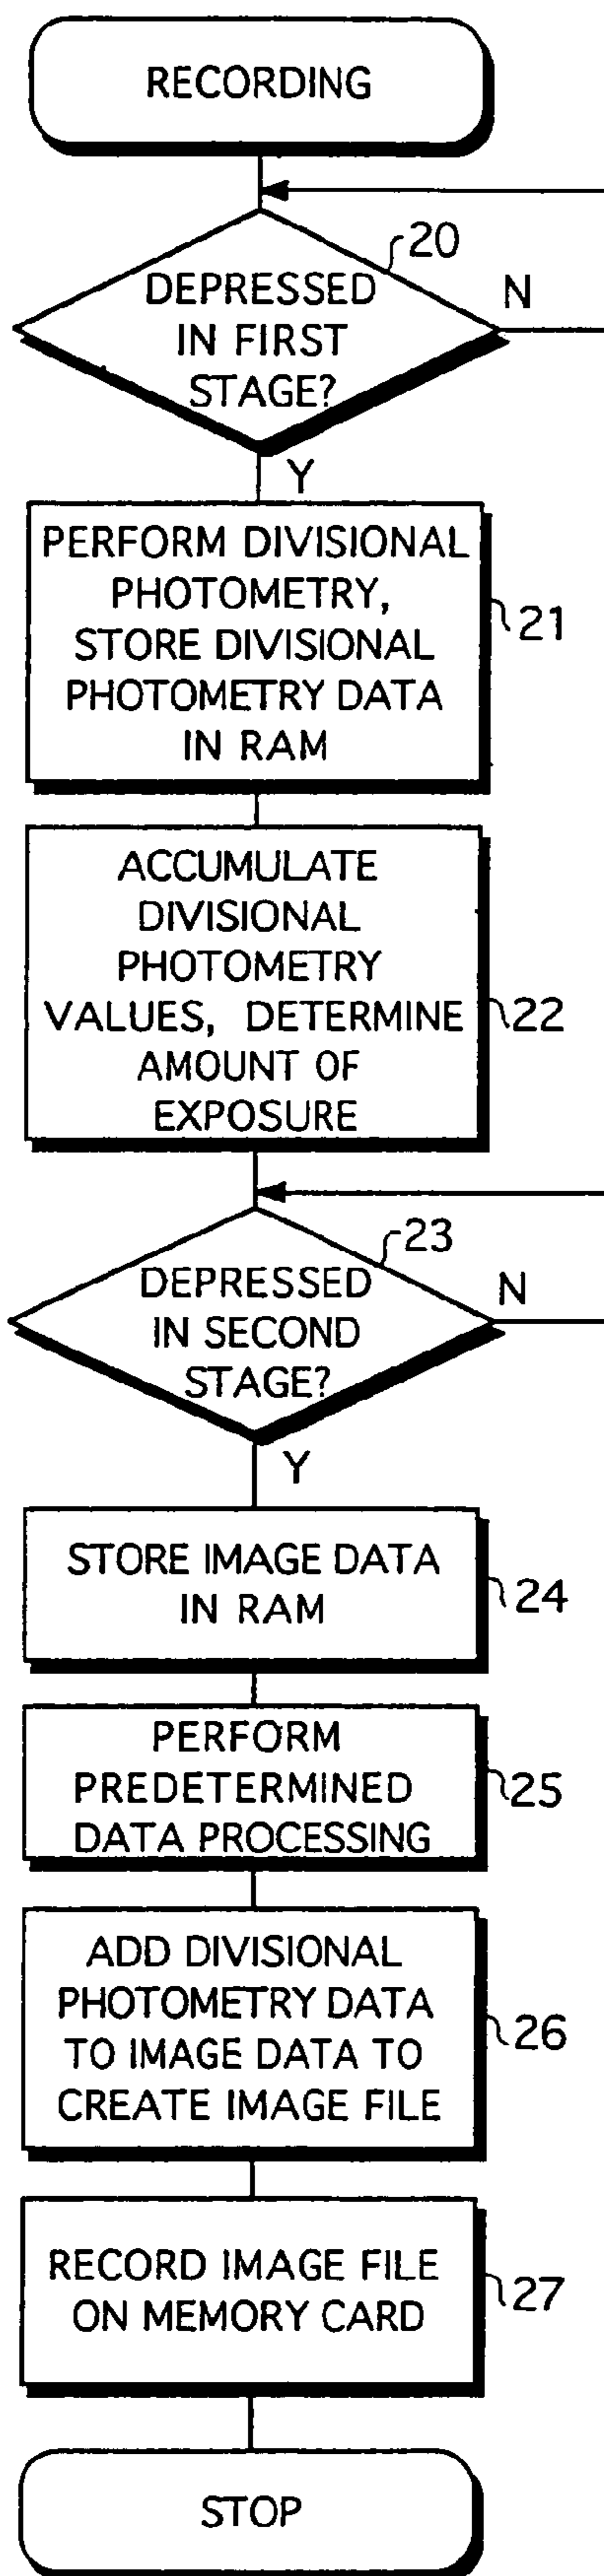 RECORDING
20
DEPRESSED
IN FIRST
STAGE?
N
Y
PERFORM DIVISIONAL
PHOTOMETRY,
STORE DIVISIONAL
PHOTOMETRY DATA
IN RAM
21
ACCUMULATE
DIVISIONAL
PHOTOMETRY
VALUES, DETERMINE
AMOUNT OF
EXPOSURE
22
23
DEPRESSED
IN SECOND
STAGE?
N
Y
STORE IMAGE DATA
IN RAM
24
PERFORM
PREDETERMINED
DATA PROCESSING
25
ADD DIVISIONAL
PHOTOMETRY DATA
TO IMAGE DATA TO
CREATE IMAGE FILE
26
RECORD IMAGE FILE
ON MEMORY CARD
27
STOP